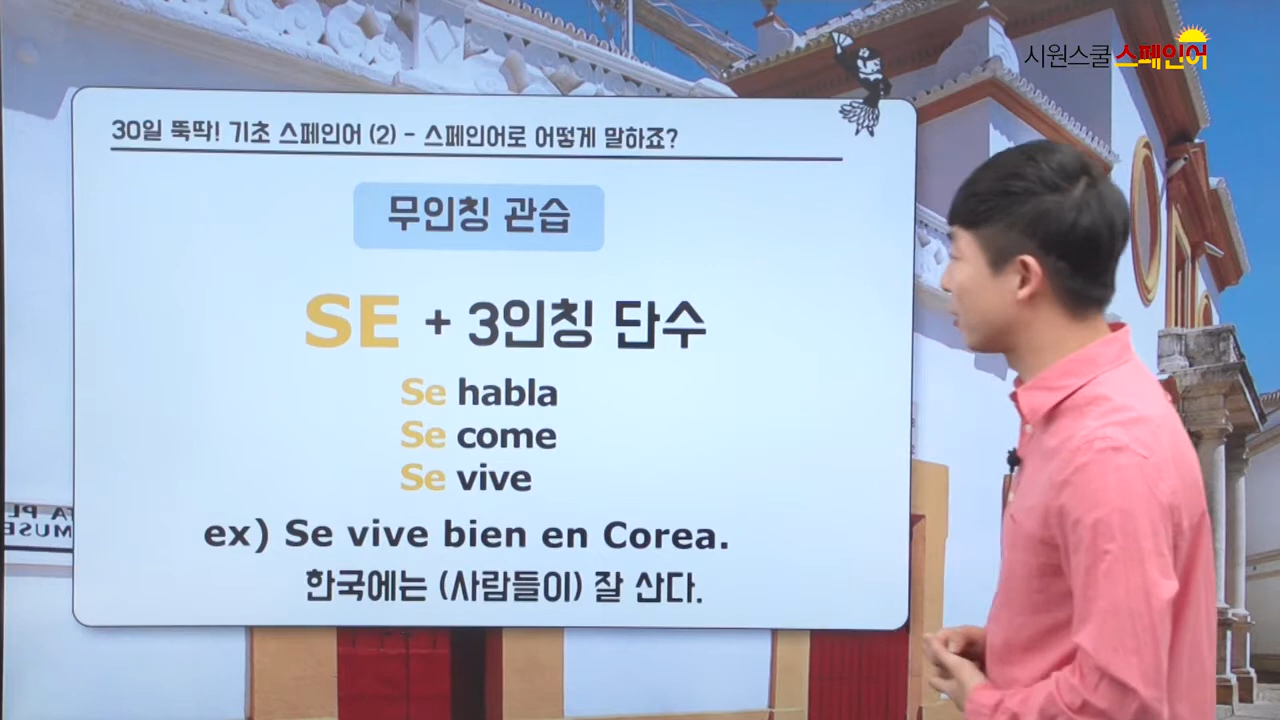 시원스쿨 스페인어
30일 뚝딱! 기초 스페인어 (2) - 스페인어로 어떻게 말하죠?
무인칭 관습
SE + 3인칭 단수
Se habla
Se come
Se vive
ex) Se vive bien en Corea.
한국에는 (사람들이) 잘 산다.